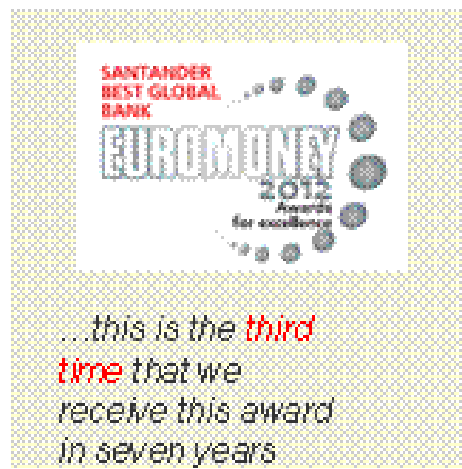 SANTANDER
BEST GLOBAL
BANK
EUROMONEY
2012
Awards
for excellence
...this is the third
time that we
receive this award
in seven years